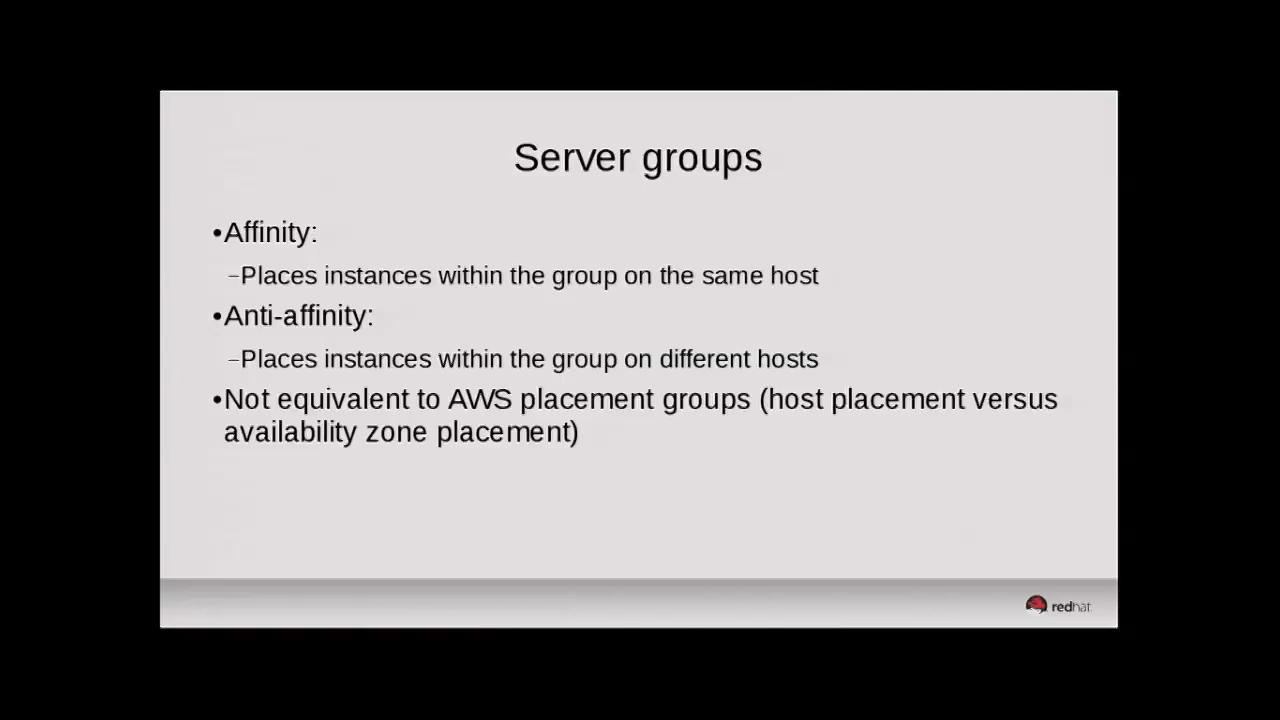 Server groups
•Affinity:
–Places instances within the group on the same host
•Anti-affinity:
–Places instances within the group on different hosts
•Not equivalent to AWS placement groups (host placement versus
availability zone placement)
redhat